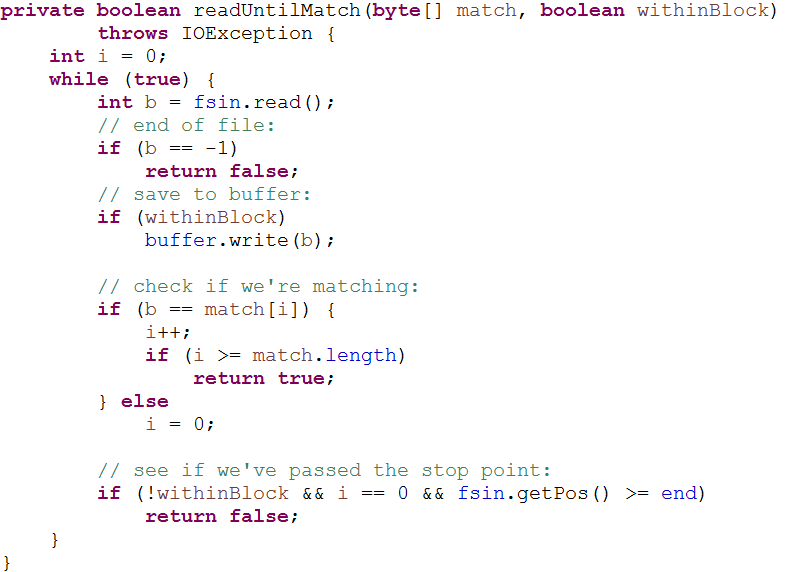 private boolean readUntilMatch(byte[] match, boolean withinBlock)
        throws IOException {
    int i = 0;
    while (true) {
        int b = fsin.read();
        // end of file:
        if (b == -1)
            return false;
        // save to buffer:
        if (withinBlock)
            buffer.write(b);

        // check if we're matching:
        if (b == match[i]) {
            i++;
            if (i >= match.length)
                return true;
        } else
            i = 0;

        // see if we've passed the stop point:
        if (!withinBlock && i == 0 && fsin.getPos() >= end)
            return false;
    }
}